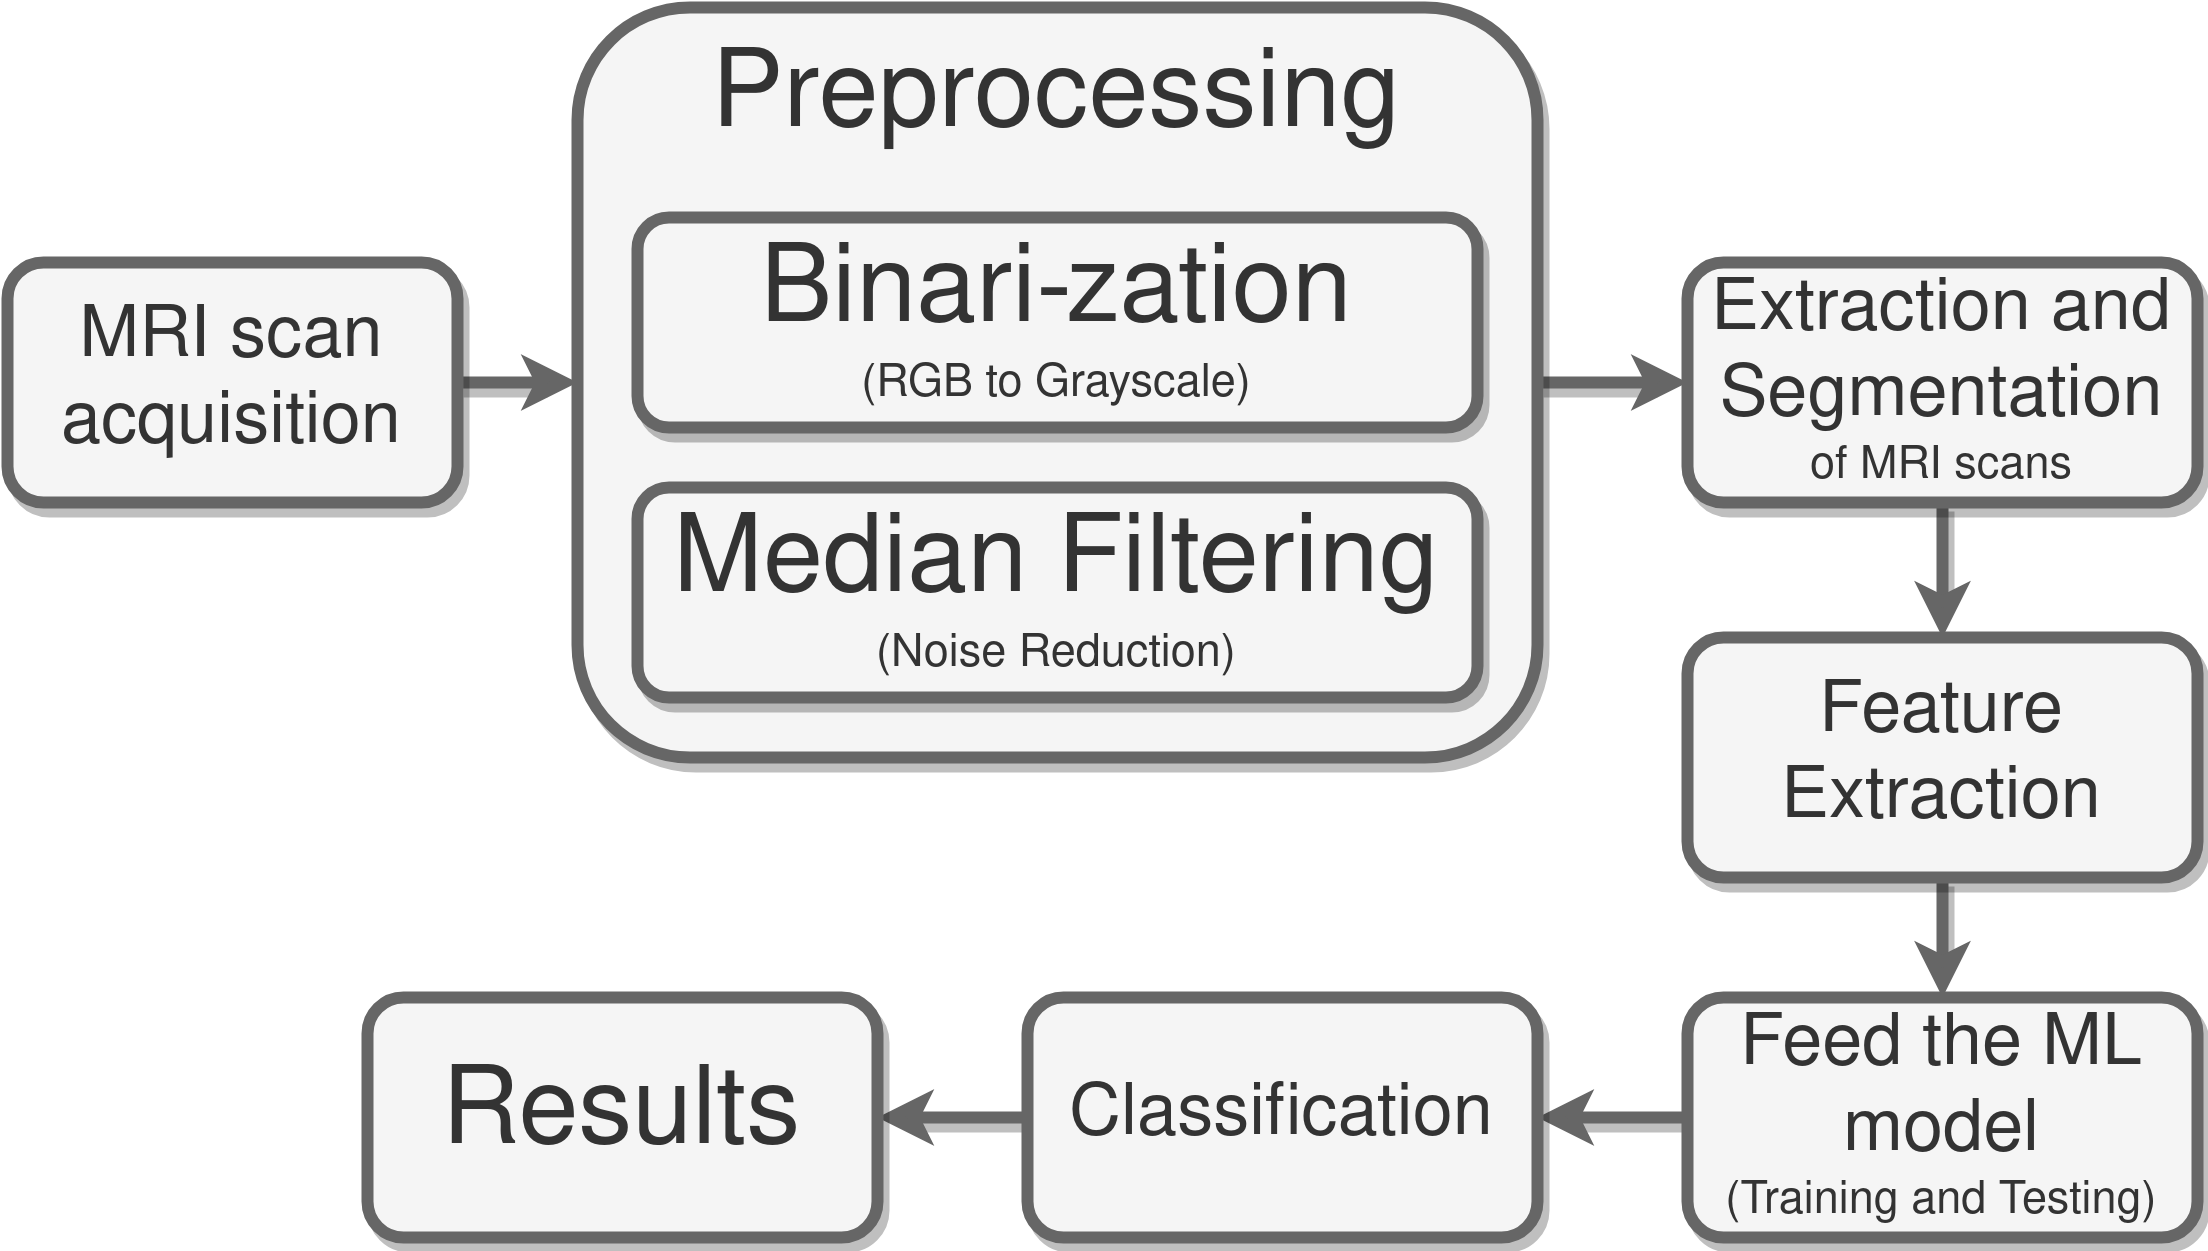 MRI scan
acquisition
Preprocessing
Binari-zation
(RGB to Grayscale)
Median Filtering
(Noise Reduction)
Extraction and
Segmentation
of MRI scans
Feature
Extraction
Feed the ML
model
(Training and Testing)
Classification
Results